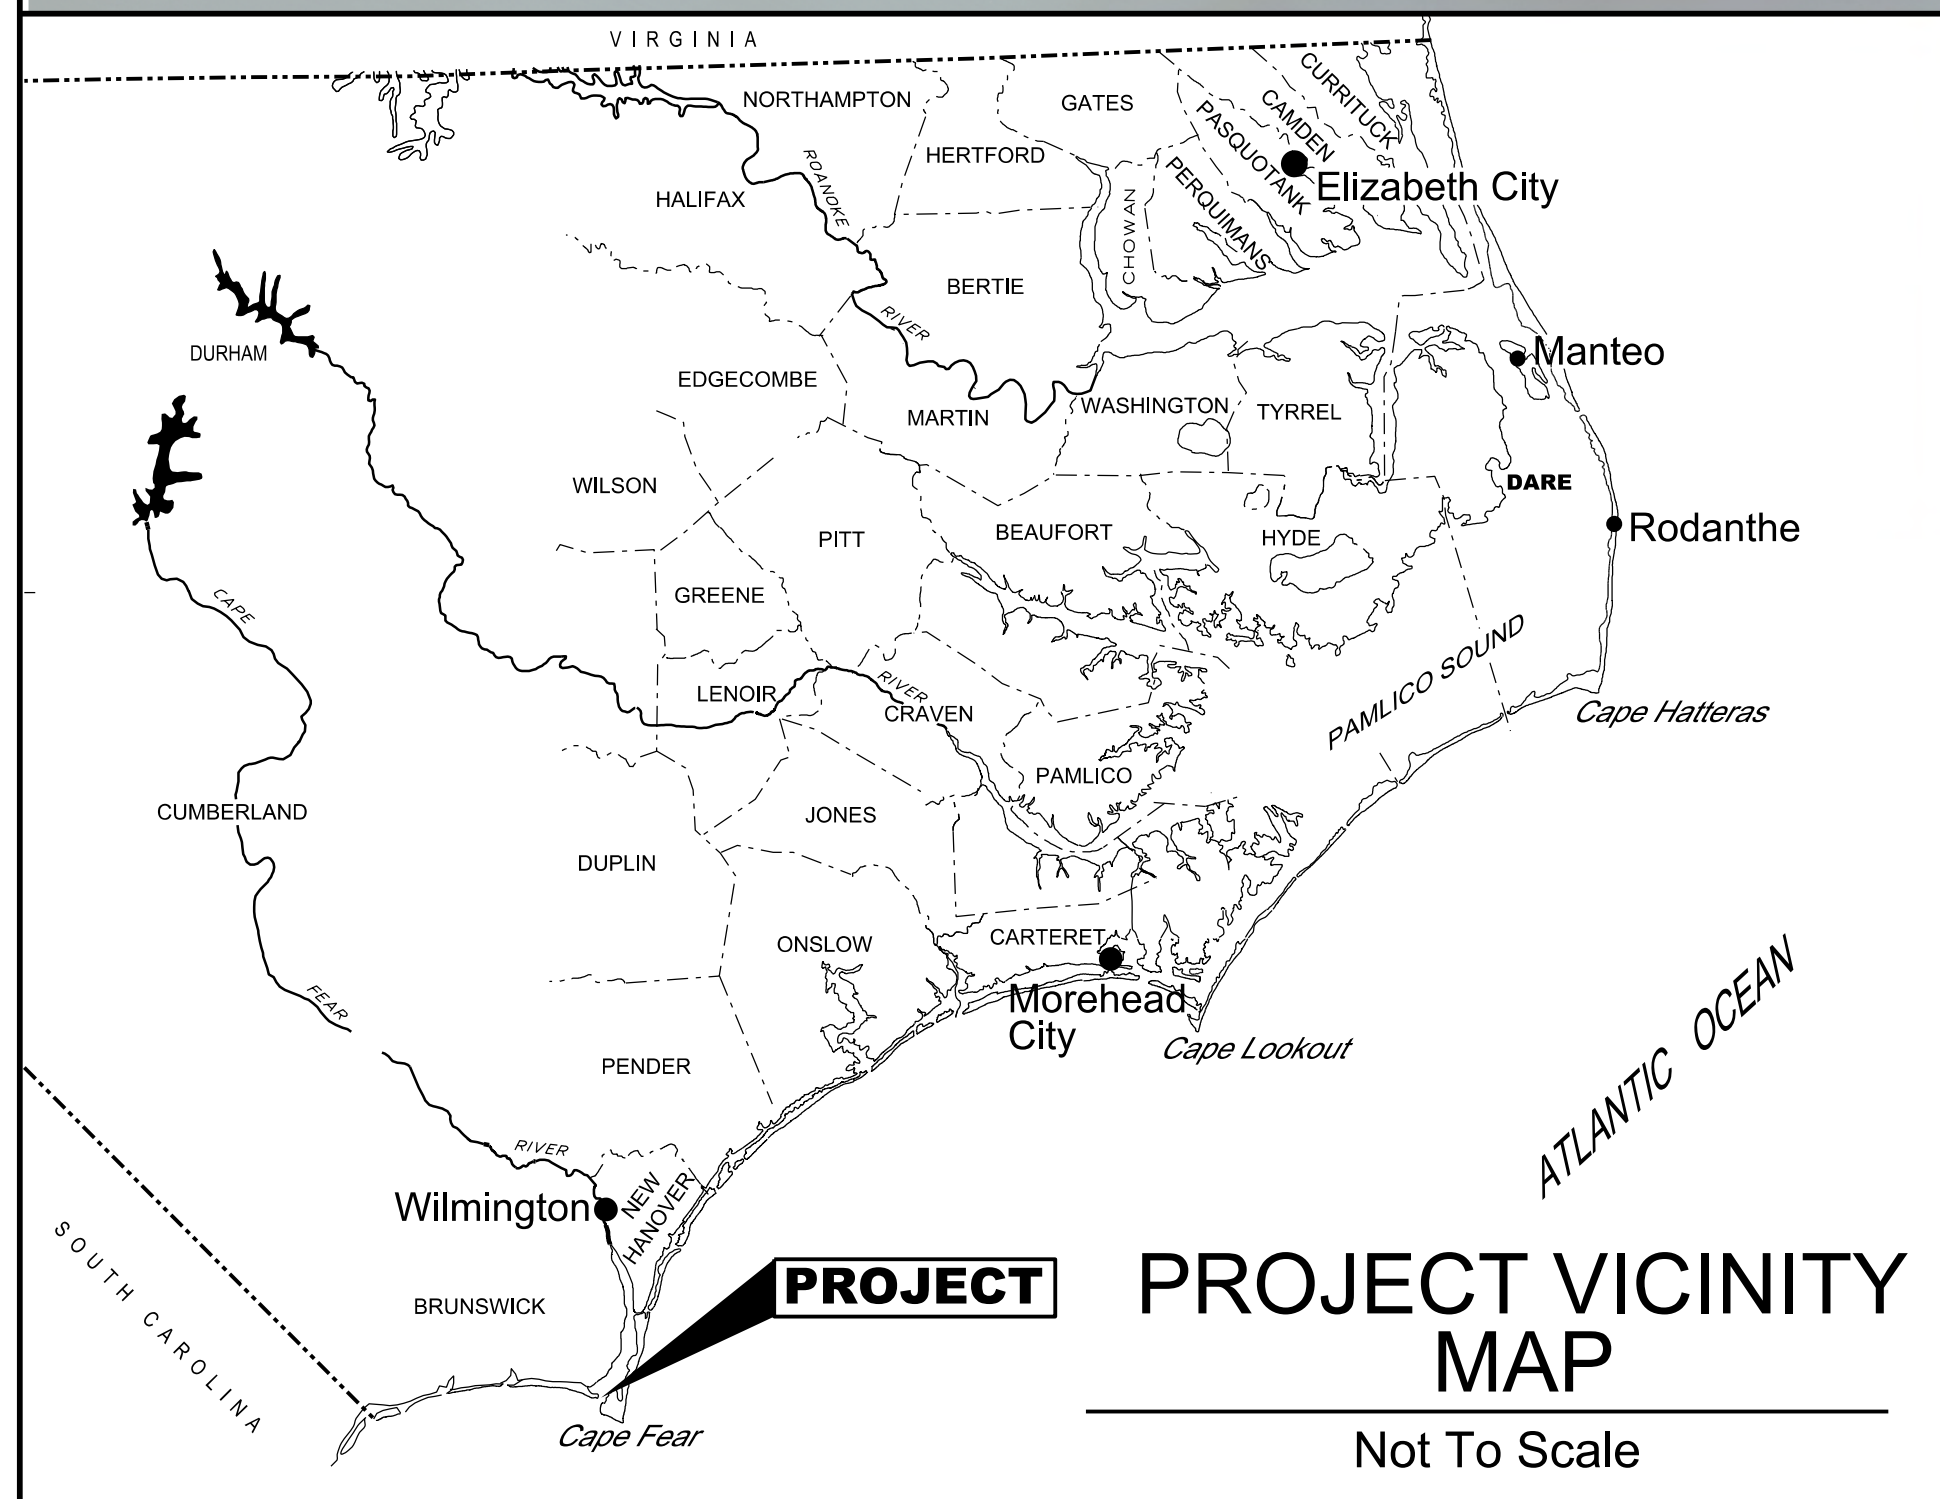 VIRGINIA
NORTHAMPTON
GATES
CURRITUCK
CAMDEN
PASQUOTANK
PERQUIMANS
Elizabeth City
HERTFORD
ROANOKE
RIVER
HALIFAX
CHOWAN
BERTIE
DURHAM
EDGECOMBE
MARTIN
WASHINGTON
TYRREL
Manteo
DARE
Rodanthe
WILSON
PITT
BEAUFORT
HYDE
GREENE
CAPE
FEAR
RIVER
LENOIR
RIVER
CRAVEN
PAMLICO SOUND
Cape Hatteras
PAMLICO
JONES
CUMBERLAND
DUPLIN
ONSLOW
CARTERET
Morehead
City
Cape Lookout
ATLANTIC OCEAN
PENDER
Wilmington
NEW
HANOVER
SOUTH CAROLINA
BRUNSWICK
PROJECT
Cape Fear
PROJECT VICINITY
MAP
Not To Scale